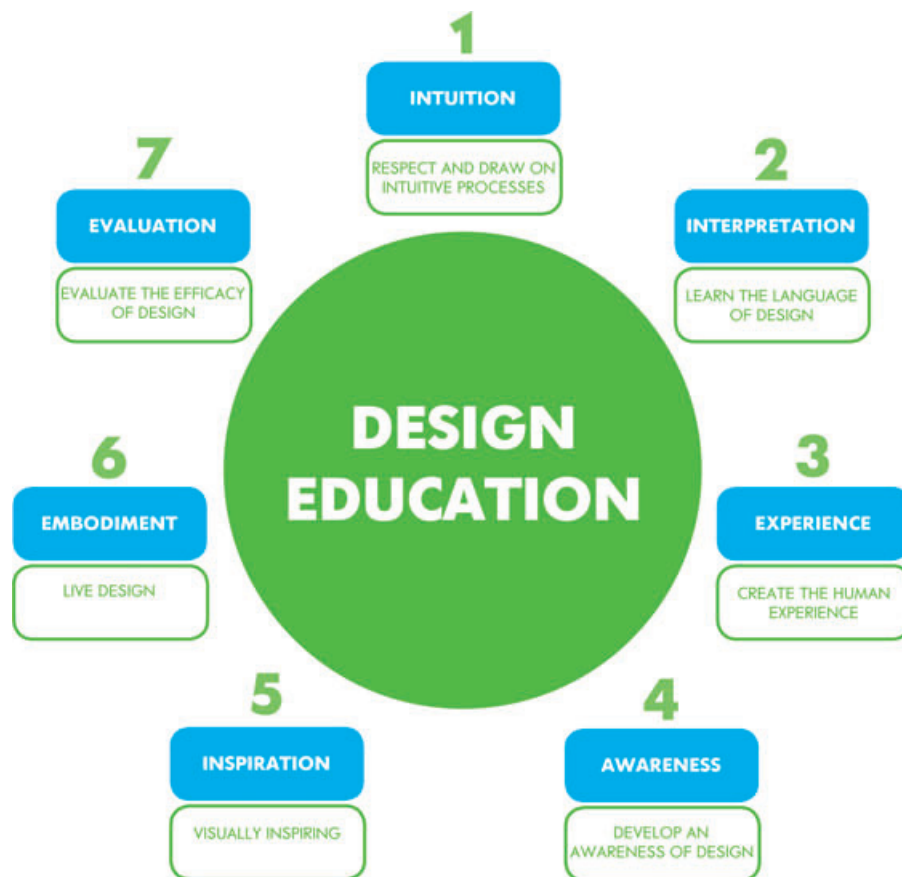 1
INTUITION
RESPECT AND DRAW ON
INTUITIVE PROCESSES
2
INTERPRETATION
LEARN THE LANGUAGE
OF DESIGN
3
EXPERIENCE
CREATE THE HUMAN
EXPERIENCE
4
AWARENESS
DEVELOP AN
AWARENESS OF DESIGN
5
INSPIRATION
VISUALLY INSPIRING
6
EMBODIMENT
LIVE DESIGN
7
EVALUATION
EVALUATE THE EFFICACY
OF DESIGN
DESIGN
EDUCATION